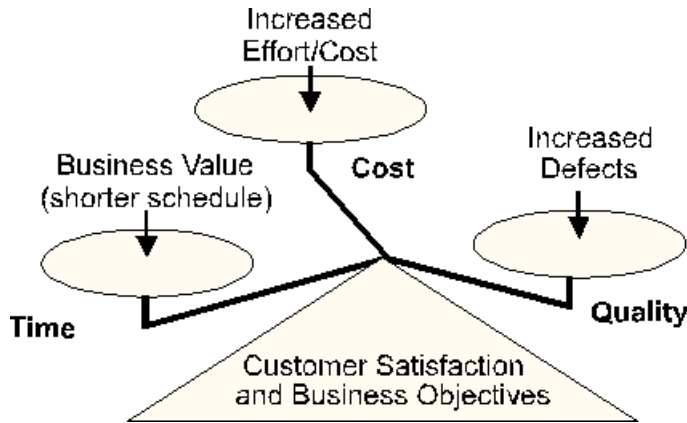 Increased
Effort/Cost
Cost
Increased
Defects
Business Value
(shorter schedule)
Time
Quality
Customer Satisfaction
and Business Objectives